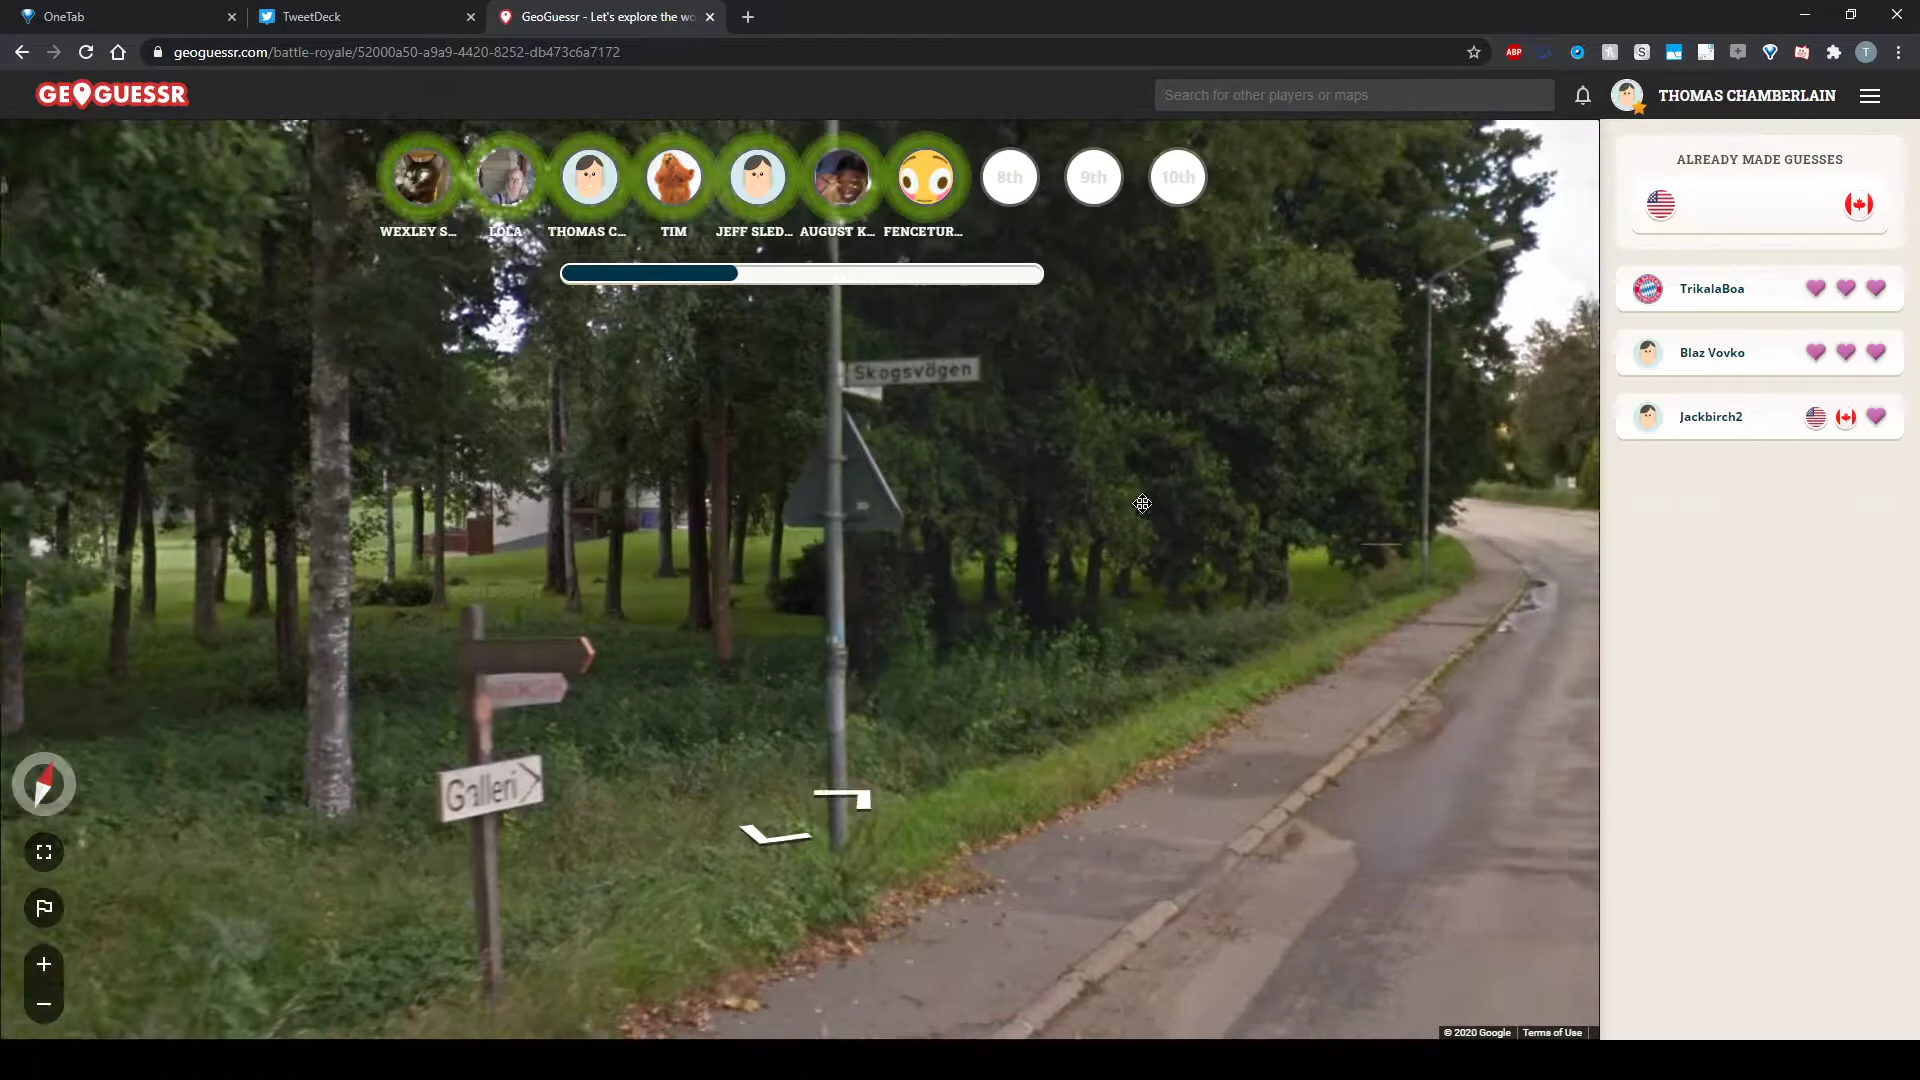 OneTab
TweetDeck
GeoGuessr - Let's explore the wo
geoguessr.com/battle-royale/52000a50-a9a9-4420-8252-db473c6a7172
ABP
S
T
GEOGUESSR
Search for other players or maps
THOMAS CHAMBERLAIN
8th
9th
10th
WEXLEY S...
LOLA
THOMAS C...
TIM
JEFF SLED...
AUGUST K...
FENCETUR...
ALREADY MADE GUESSES
TrikalaBoa
Blaz Vovko
Jackbirch2
Skogsvägen
Galleri
© 2020 Google
Terms of Use